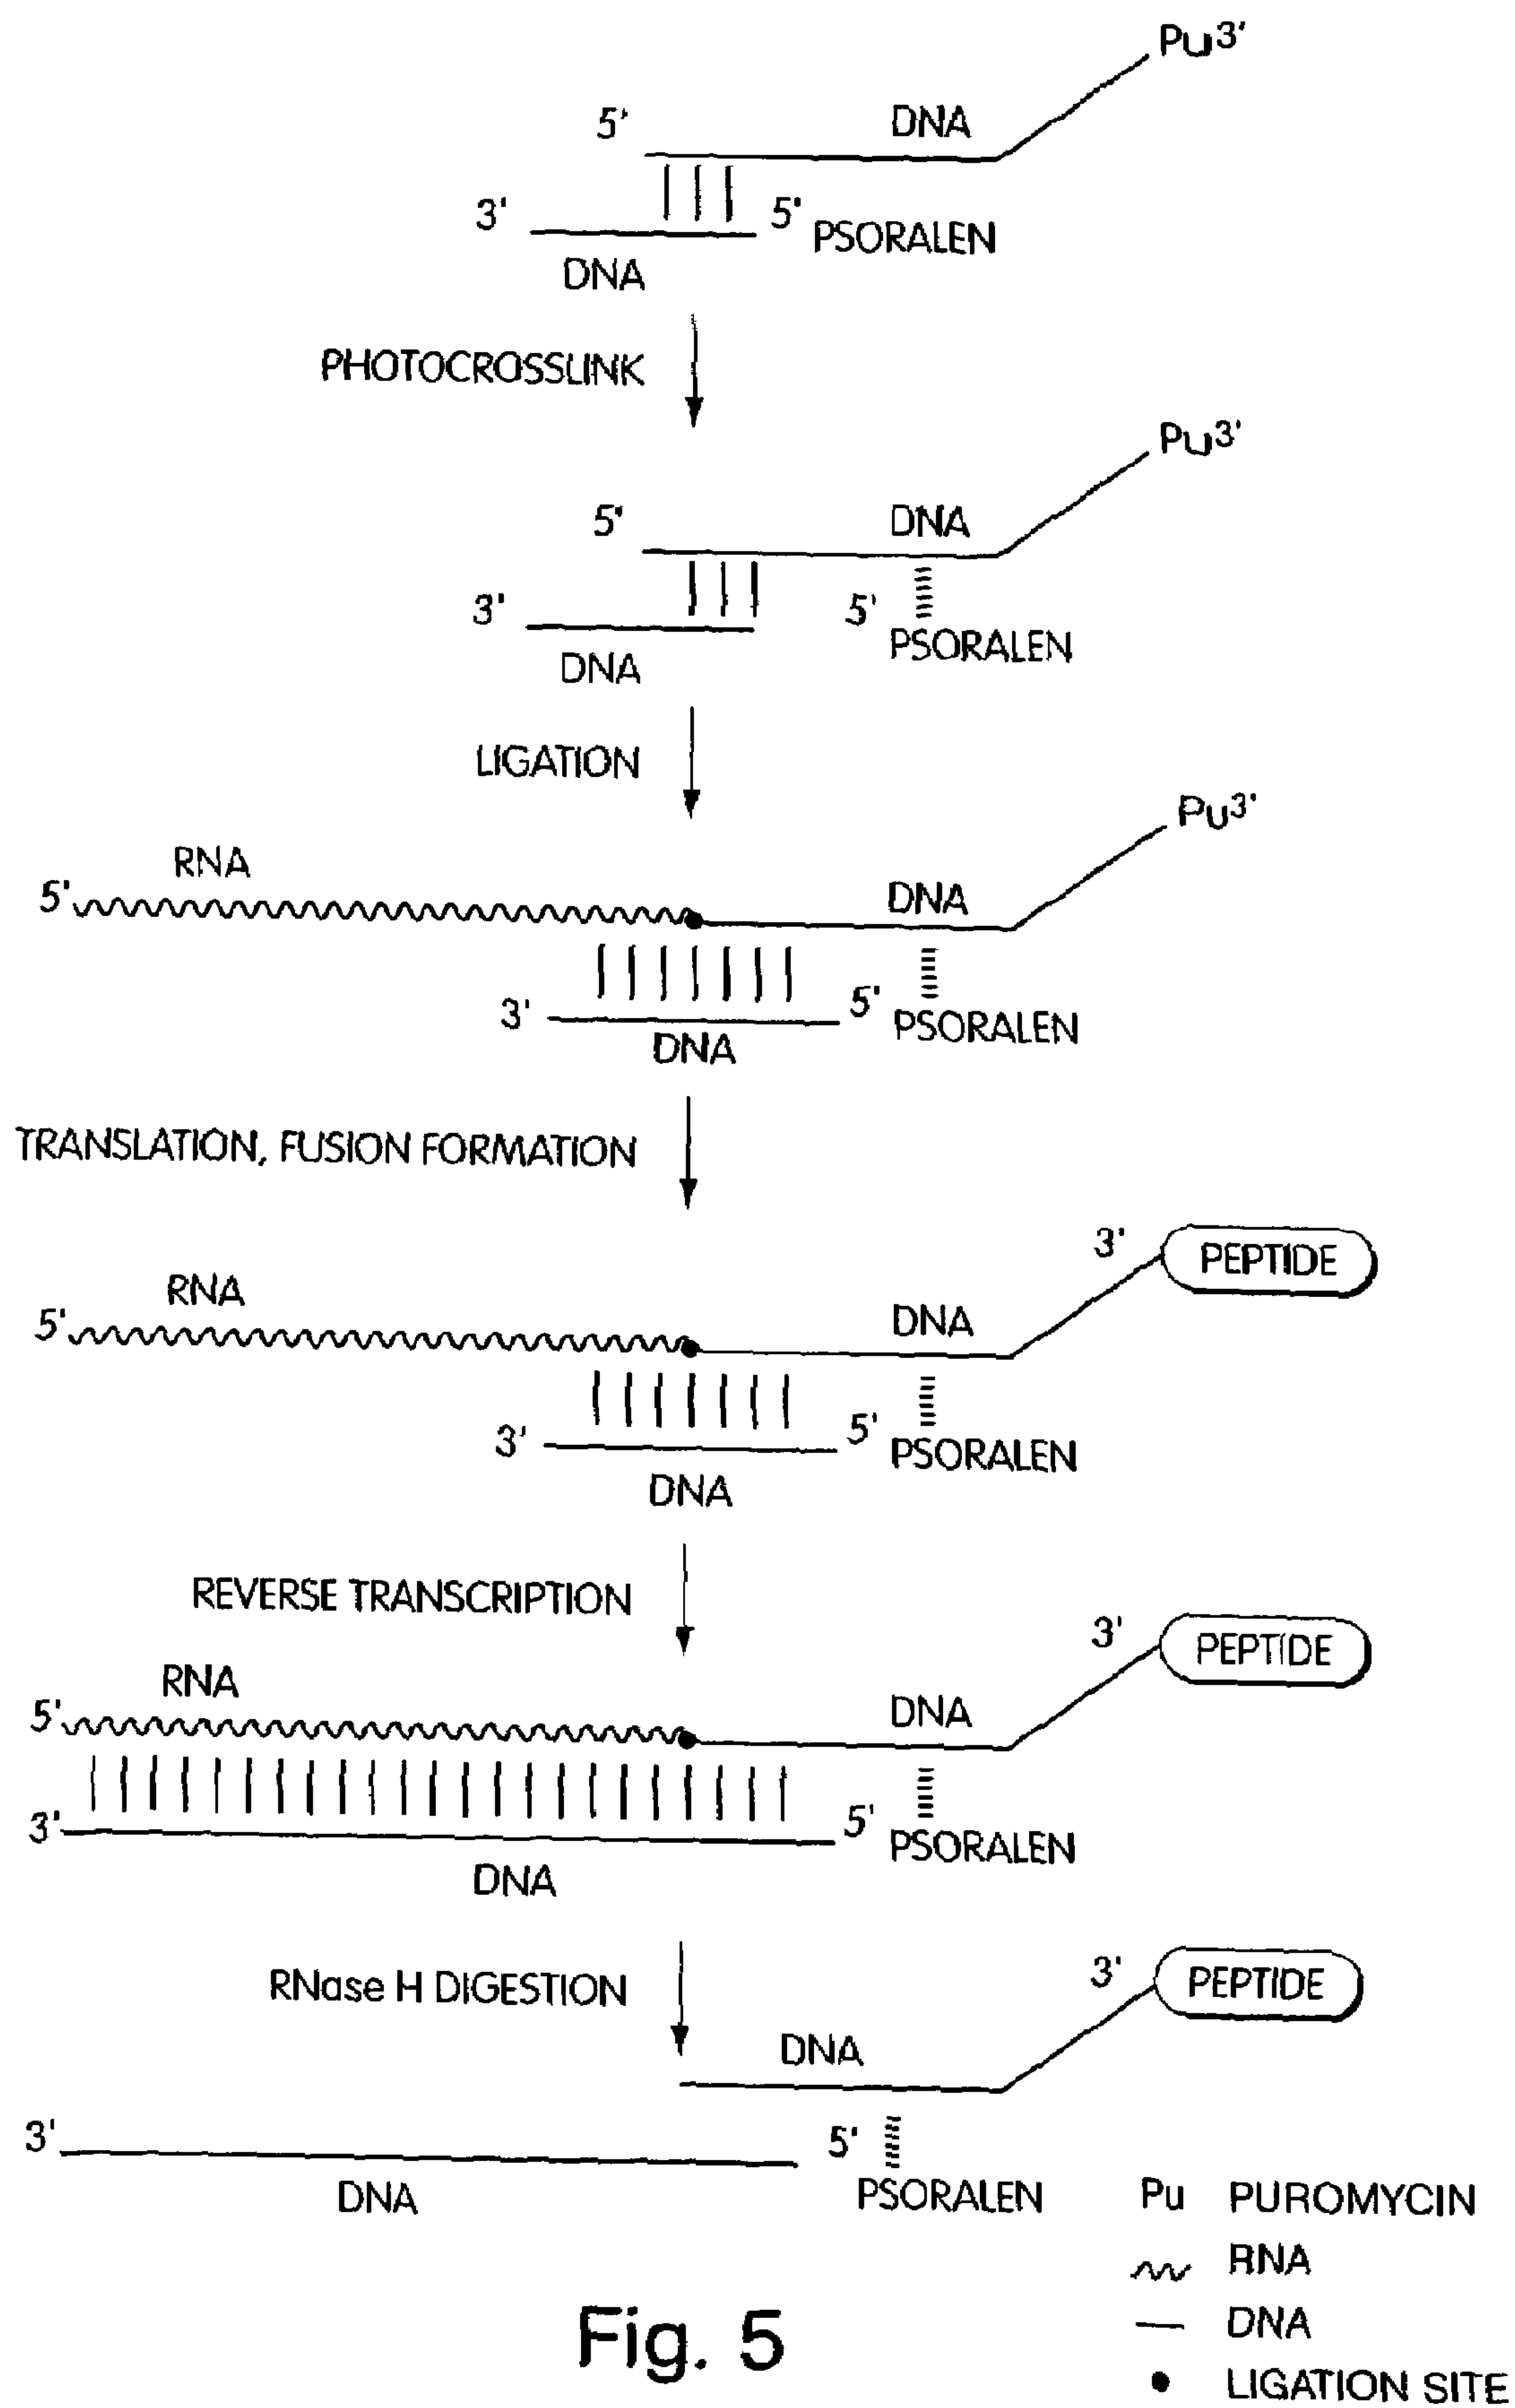 Pu3'
5' DNA
3' 5' PSORALEN
DNA
PHOTOCROSSLINK
Pu3'
5' DNA
3' 5' PSORALEN
DNA
LIGATION
Pu3'
RNA DNA
5'
3' 5' PSORALEN
DNA
TRANSLATION, FUSION FORMATION
3' PEPTIDE
RNA DNA
5'
3' 5' PSORALEN
DNA
REVERSE TRANSCRIPTION
3' PEPTIDE
RNA DNA
5'
3' 5' PSORALEN
DNA
RNase H DIGESTION
3' PEPTIDE
DNA
3' 5' PSORALEN
DNA
Pu PUROMYCIN
RNA
DNA
LIGATION SITE
Fig. 5